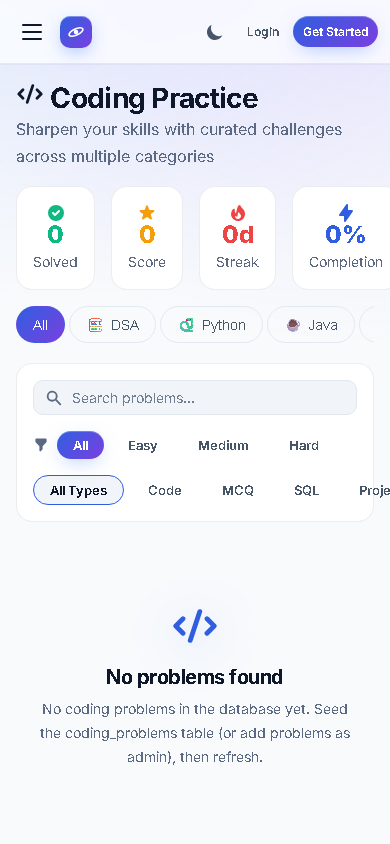 Login
Get Started
Coding Practice
Sharpen your skills with curated challenges
across multiple categories
0
0
0d
0%
Solved
Score
Streak
Completion
All
DSA
Python
Java
Search problems...
All
Easy
Medium
Hard
All Types
Code
MCQ
SQL
Proje
No problems found
No coding problems in the database yet. Seed
the coding_problems table (or add problems as
admin), then refresh.